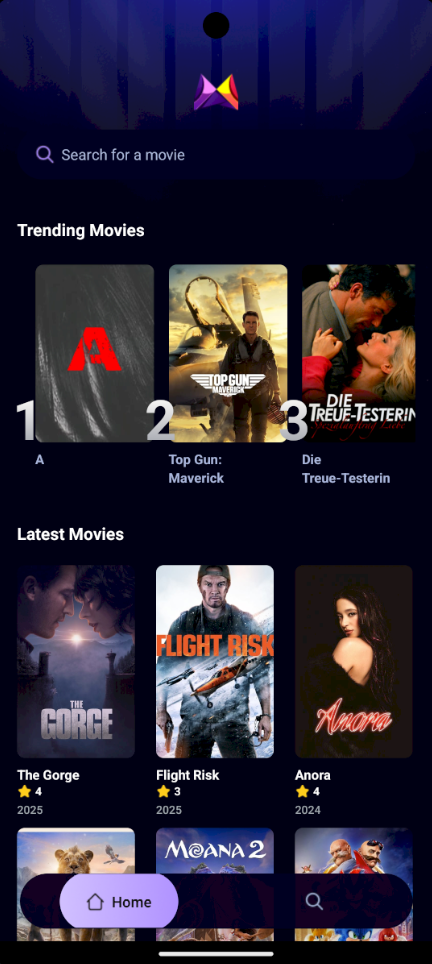 Search for a movie
Trending Movies
A
TOP GUN
MAVERICK
DIE
TREUE-TESTERIN
Spezialauftrag Liebe
1
2
3
A
Top Gun:
Maverick
Die
Treue-Testerin
Latest Movies
THE
GORGE
FLIGHT RISK
Anora
The Gorge
Flight Risk
Anora
4
3
4
2025
2025
2024
MOANA 2
Home